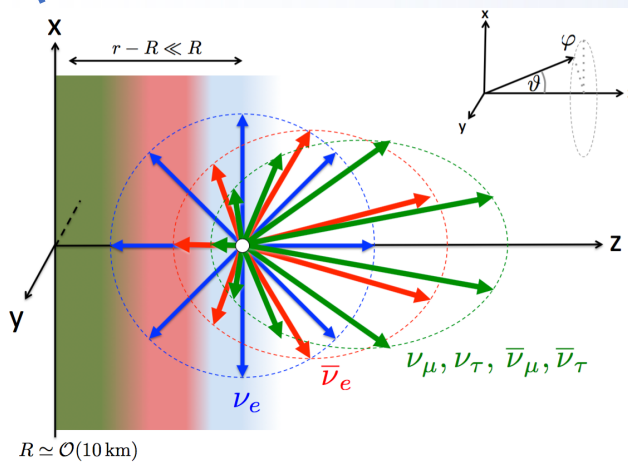 x
r − R ≪ R
x
φ
ϑ
y
z
y
ν_μ, ν_τ, ν̅_μ, ν̅_τ
ν̅_e
ν_e
R ≃ 𝒪(10 km)